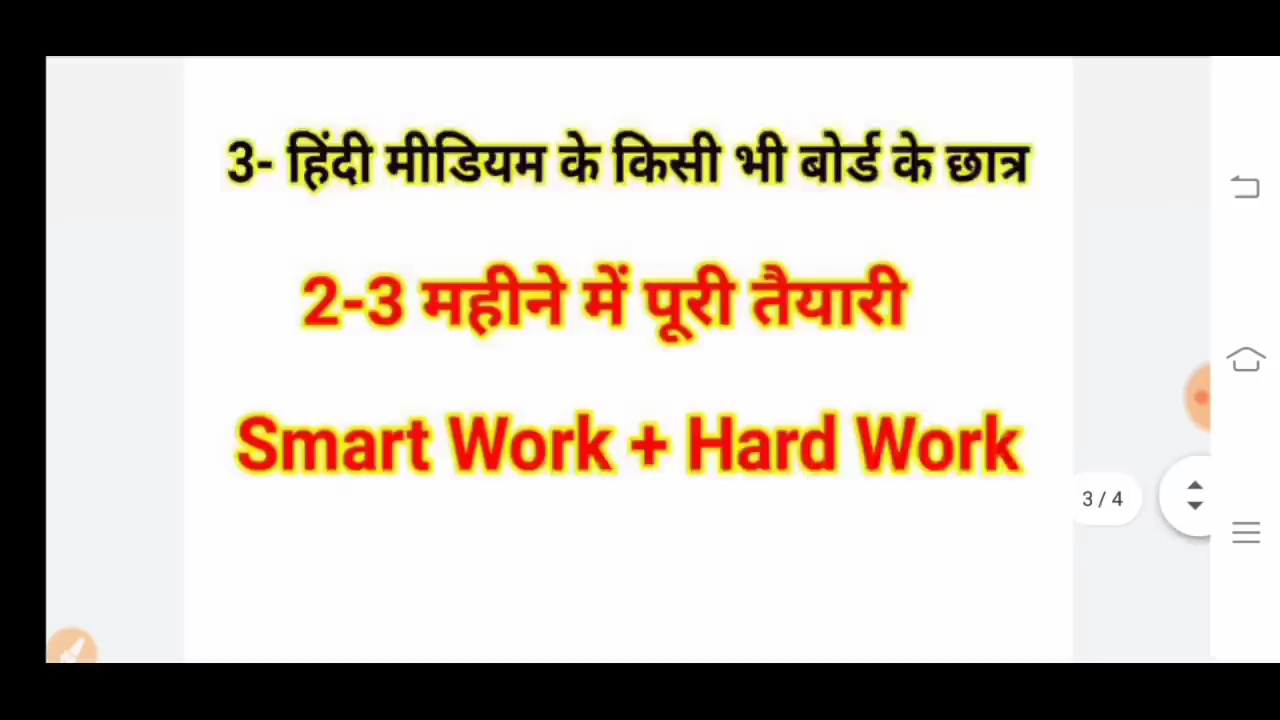 3- हिंदी मीडियम के किसी भी बोर्ड के छात्र
2-3 महीने में पूरी तैयारी
Smart Work + Hard Work
3 / 4